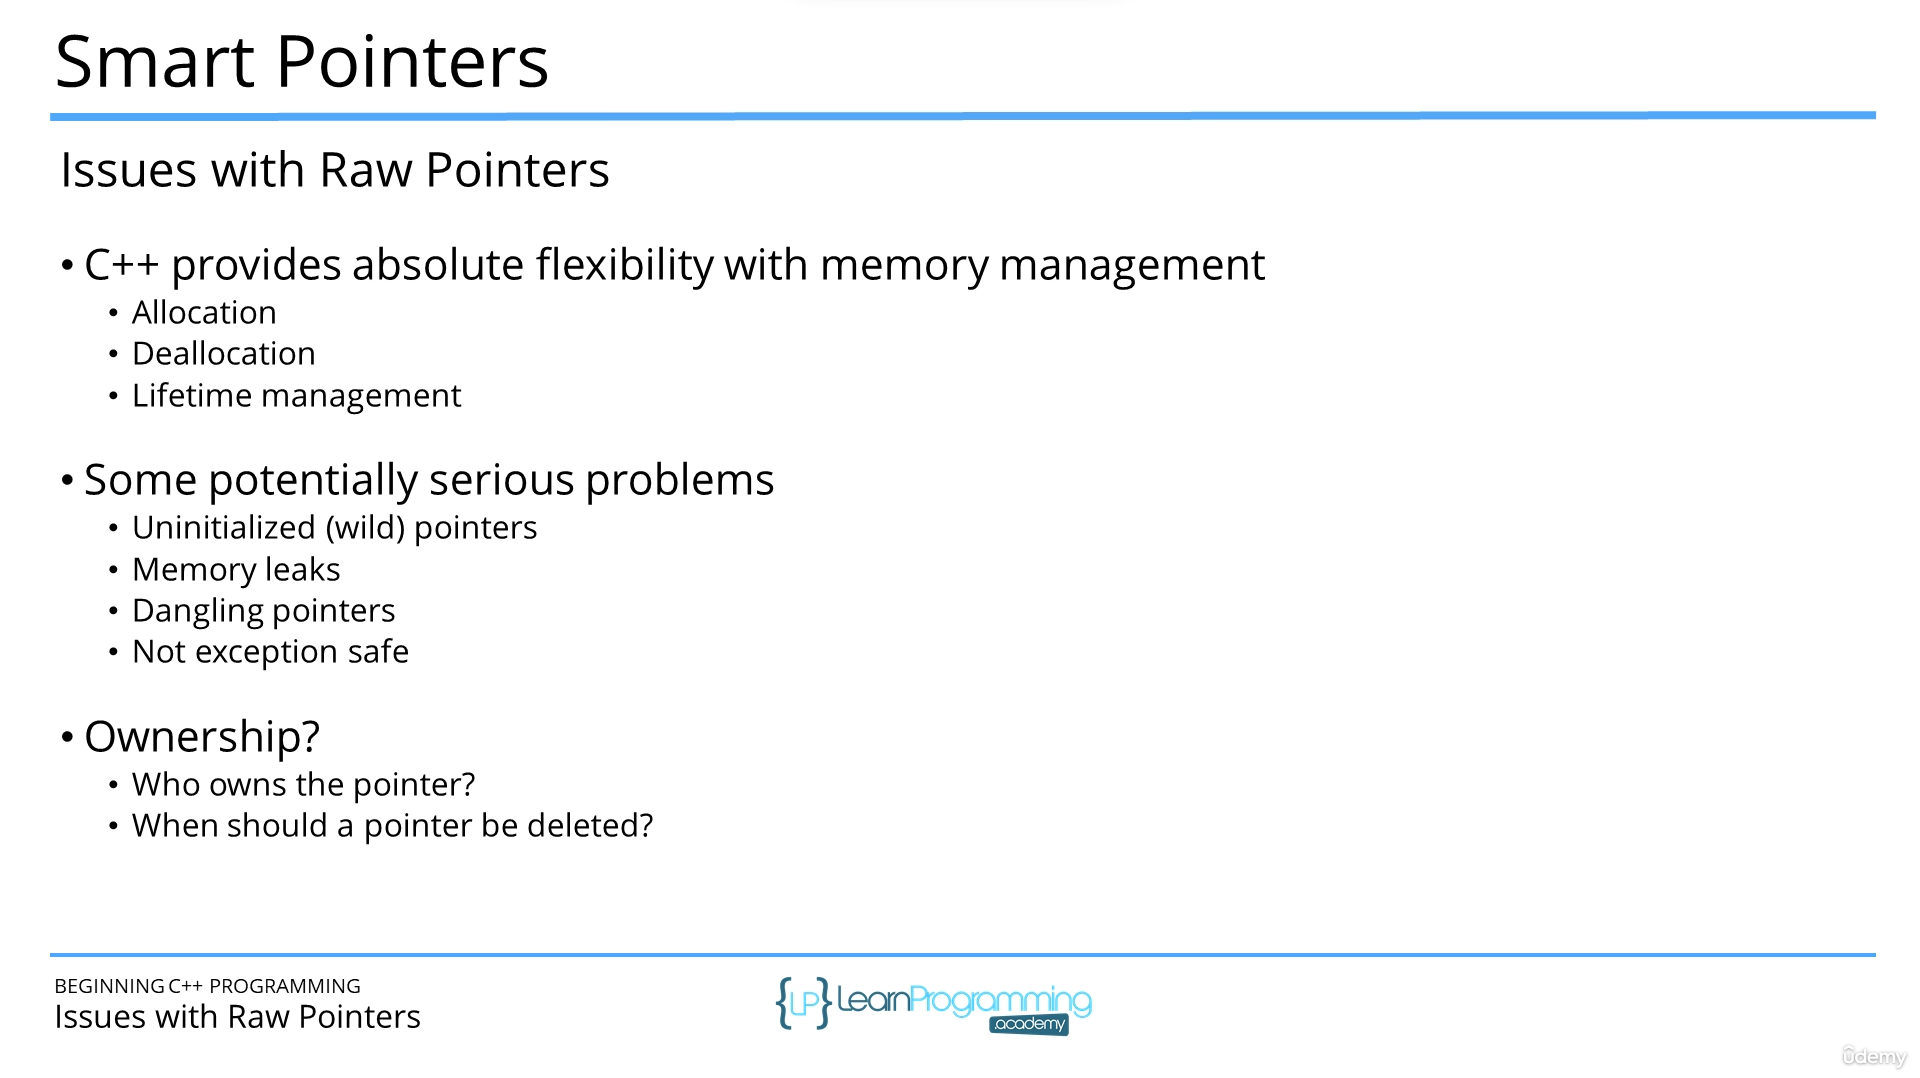 Smart Pointers
Issues with Raw Pointers
• C++ provides absolute flexibility with memory management
• Allocation
• Deallocation
• Lifetime management
• Some potentially serious problems
• Uninitialized (wild) pointers
• Memory leaks
• Dangling pointers
• Not exception safe
• Ownership?
• Who owns the pointer?
• When should a pointer be deleted?
BEGINNING C++ PROGRAMMING
Issues with Raw Pointers
{LP} LearnProgramming
.academy
ûdemy